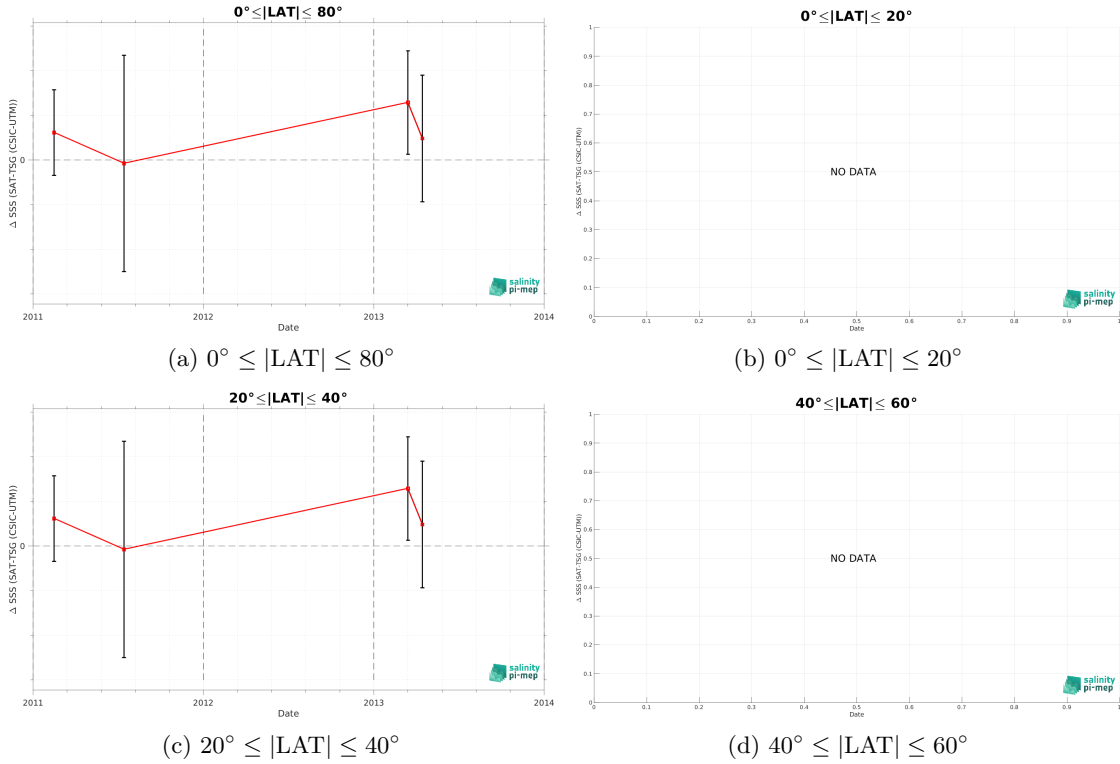 0°≤|LAT|≤ 80°
Δ SSS (SAT-TSG (CSIC-UTM))
0
2011 2012 2013 2014
Date
salinity
pi-mep
(a) 0° ≤ |LAT| ≤ 80°
0°≤|LAT|≤ 20°
Δ SSS (SAT-TSG (CSIC-UTM))
1
0.9
0.8
0.7
0.6
0.5
0.4
0.3
0.2
0.1
0
NO DATA
0 0.1 0.2 0.3 0.4 0.5 0.6 0.7 0.8 0.9 1
Date
salinity
pi-mep
(b) 0° ≤ |LAT| ≤ 20°
20°≤|LAT|≤ 40°
Δ SSS (SAT-TSG (CSIC-UTM))
0
2011 2012 2013 2014
Date
salinity
pi-mep
(c) 20° ≤ |LAT| ≤ 40°
40°≤|LAT|≤ 60°
Δ SSS (SAT-TSG (CSIC-UTM))
1
0.9
0.8
0.7
0.6
0.5
0.4
0.3
0.2
0.1
0
NO DATA
0 0.1 0.2 0.3 0.4 0.5 0.6 0.7 0.8 0.9 1
Date
salinity
pi-mep
(d) 40° ≤ |LAT| ≤ 60°